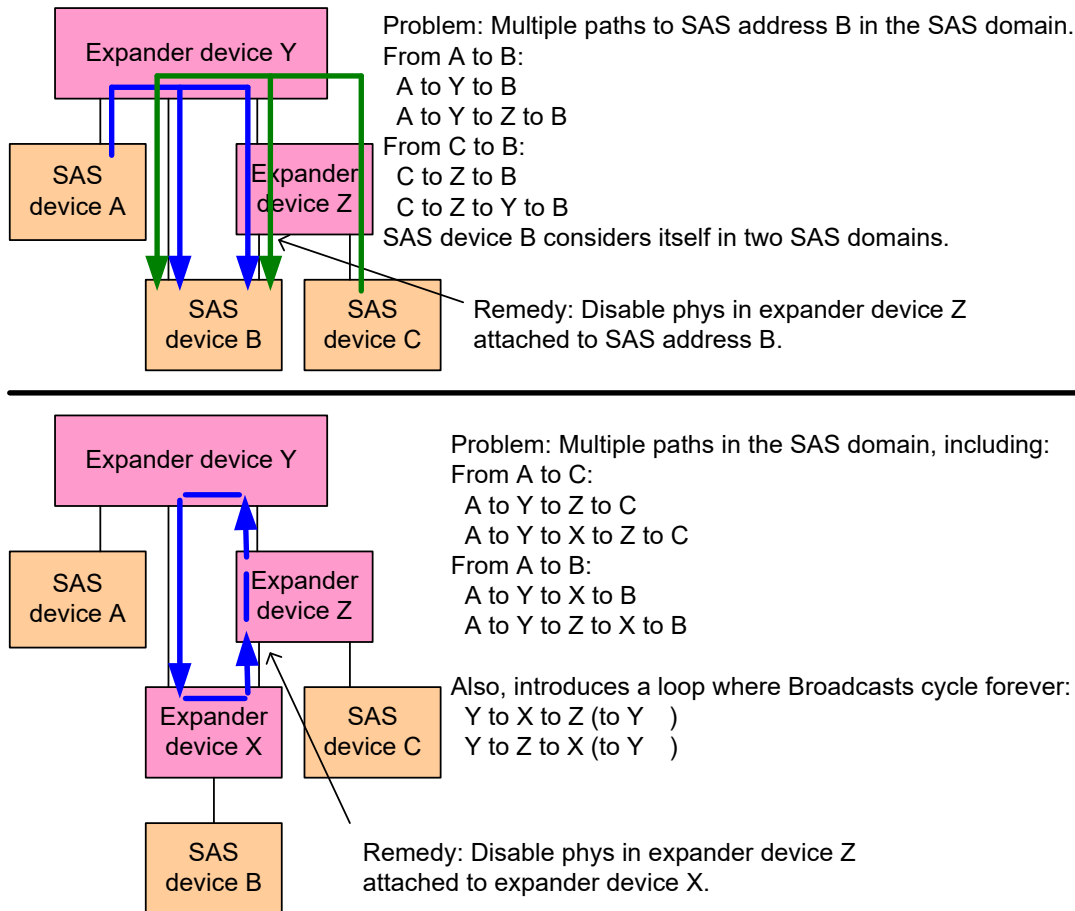 Expander device Y
SAS
device A
Expander
device Z
SAS
device B
SAS
device C
Problem: Multiple paths to SAS address B in the SAS domain.
From A to B:
A to Y to B
A to Y to Z to B
From C to B:
C to Z to B
C to Z to Y to B
SAS device B considers itself in two SAS domains.
Remedy: Disable phys in expander device Z
attached to SAS address B.
Expander device Y
SAS
device A
Expander
device Z
Expander
device X
SAS
device C
SAS
device B
Problem: Multiple paths in the SAS domain, including:
From A to C:
A to Y to Z to C
A to Y to X to Z to C
From A to B:
A to Y to X to B
A to Y to Z to X to B
Also, introduces a loop where Broadcasts cycle forever:
Y to X to Z (to Y )
Y to Z to X (to Y )
Remedy: Disable phys in expander device Z
attached to expander device X.